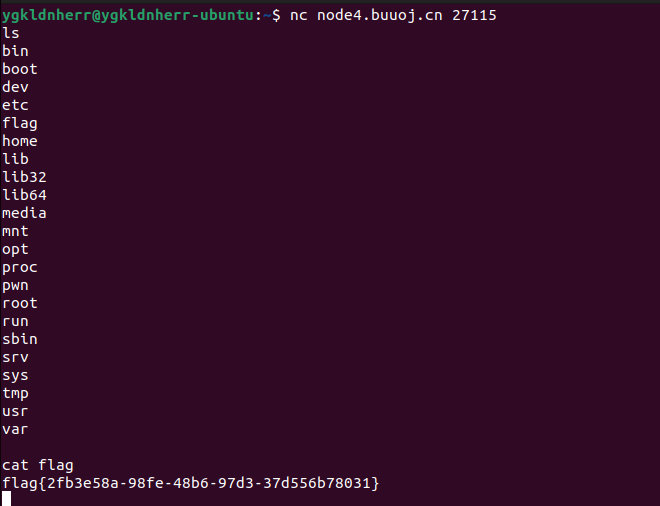 ygkldnherr@ygkldnherr-ubuntu:~$ nc node4.buuoj.cn 27115
ls
bin
boot
dev
etc
flag
home
lib
lib32
lib64
media
mnt
opt
proc
pwn
root
run
sbin
srv
sys
tmp
usr
var
cat flag
flag{2fb3e58a-98fe-48b6-97d3-37d556b78031}